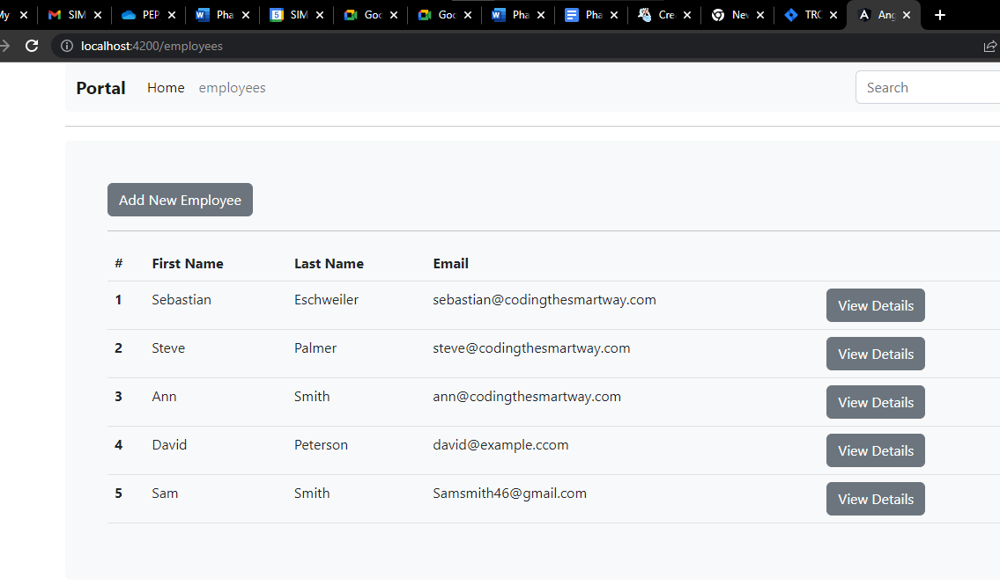 My SIM PEP Pha SIM Goo Goo Pha Pha Cre Nev TRC Ang
localhost:4200/employees
Portal Home employees Search
Add New Employee
# First Name Last Name Email
1 Sebastian Eschweiler sebastian@codingthesmartway.com View Details
2 Steve Palmer steve@codingthesmartway.com View Details
3 Ann Smith ann@codingthesmartway.com View Details
4 David Peterson david@example.ccom View Details
5 Sam Smith Samsmith46@gmail.com View Details